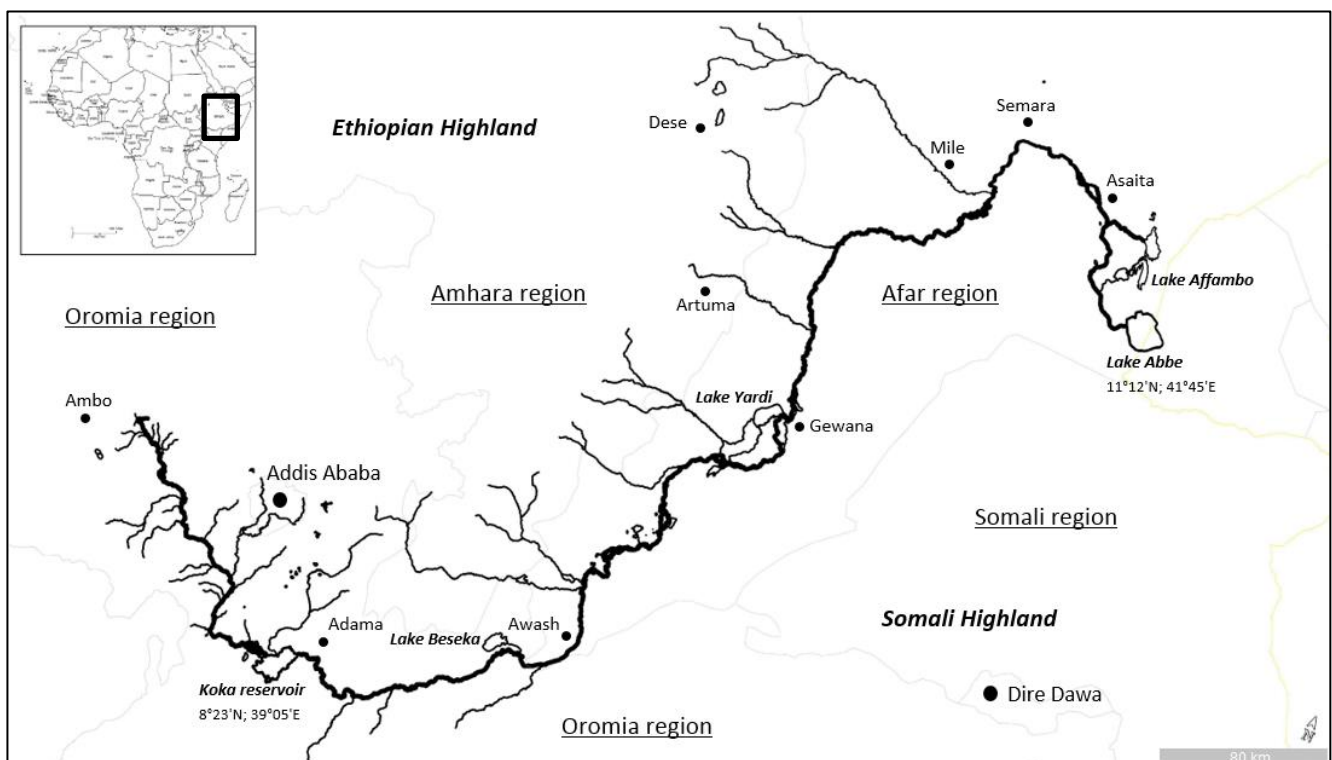 Ethiopian Highland
Semara
Dese
Mile
Asaita
Lake Affambo
Amhara region
Afar region
Artuma
Oromia region
Lake Abbe
11°12'N; 41°45'E
Lake Yardi
Ambo
Gewana
Addis Ababa
Somali region
Somali Highland
Adama
Lake Beseka
Awash
Koka reservoir
8°23'N; 39°05'E
Dire Dawa
Oromia region
80 km